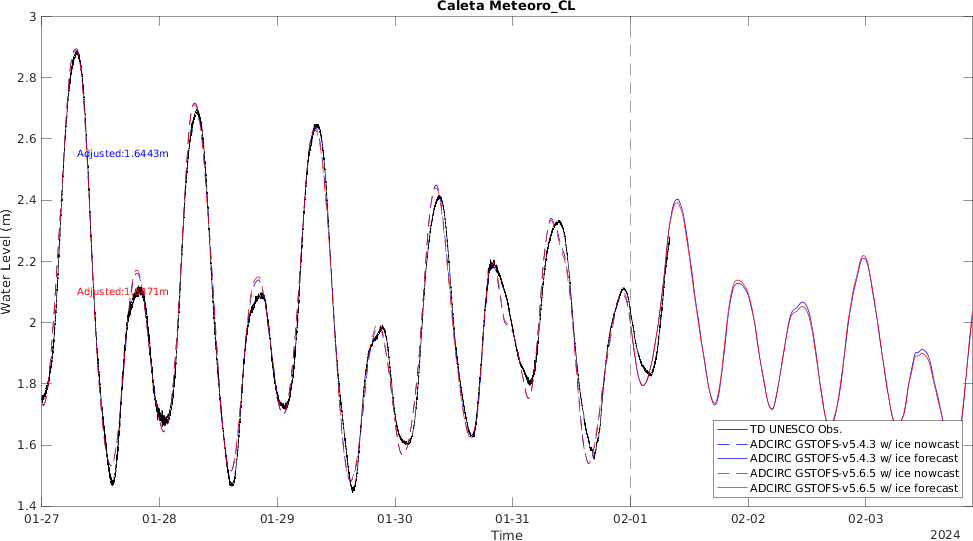 Caleta Meteoro_CL
3
2.8
2.6
2.4
2.2
2
1.8
1.6
1.4
Water Level (m)
Adjusted:1.6443m
01-27
01-28
01-29
01-30
01-31
02-01
02-02
02-03
Time
2024
TD UNESCO Obs.
ADCIRC GSTOFS-v5.4.3 w/ ice nowcast
ADCIRC GSTOFS-v5.4.3 w/ ice forecast
ADCIRC GSTOFS-v5.6.5 w/ ice nowcast
ADCIRC GSTOFS-v5.6.5 w/ ice forecast